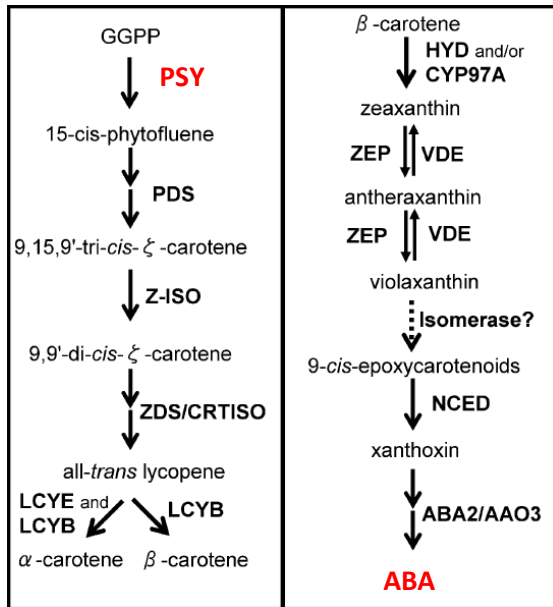 GGPP
PSY
15-cis-phytofluene
PDS
9,15,9'-tri-cis-ζ-carotene
Z-ISO
9,9'-di-cis-ζ-carotene
ZDS/CRTISO
all-trans lycopene
LCYE and
LCYB
LCYB
α-carotene β-carotene
β-carotene
HYD and/or
CYP97A
zeaxanthin
ZEP VDE
antheraxanthin
ZEP VDE
violaxanthin
Isomerase?
9-cis-epoxycarotenoids
NCED
xanthoxin
ABA2/AAO3
ABA